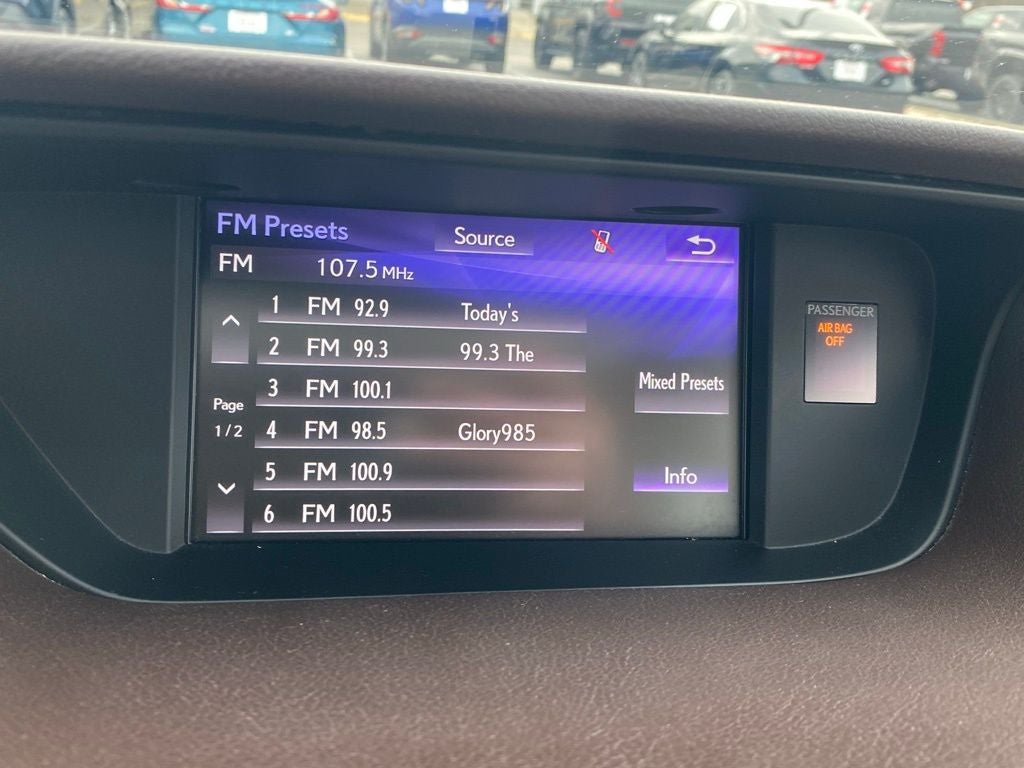 FM Presets
Source
FM 107.5 MHz
1 FM 92.9 Today's
2 FM 99.3 99.3 The
3 FM 100.1
Mixed Presets
Page
1/2
4 FM 98.5 Glory985
5 FM 100.9
Info
6 FM 100.5
PASSENGER
AIR BAG
OFF